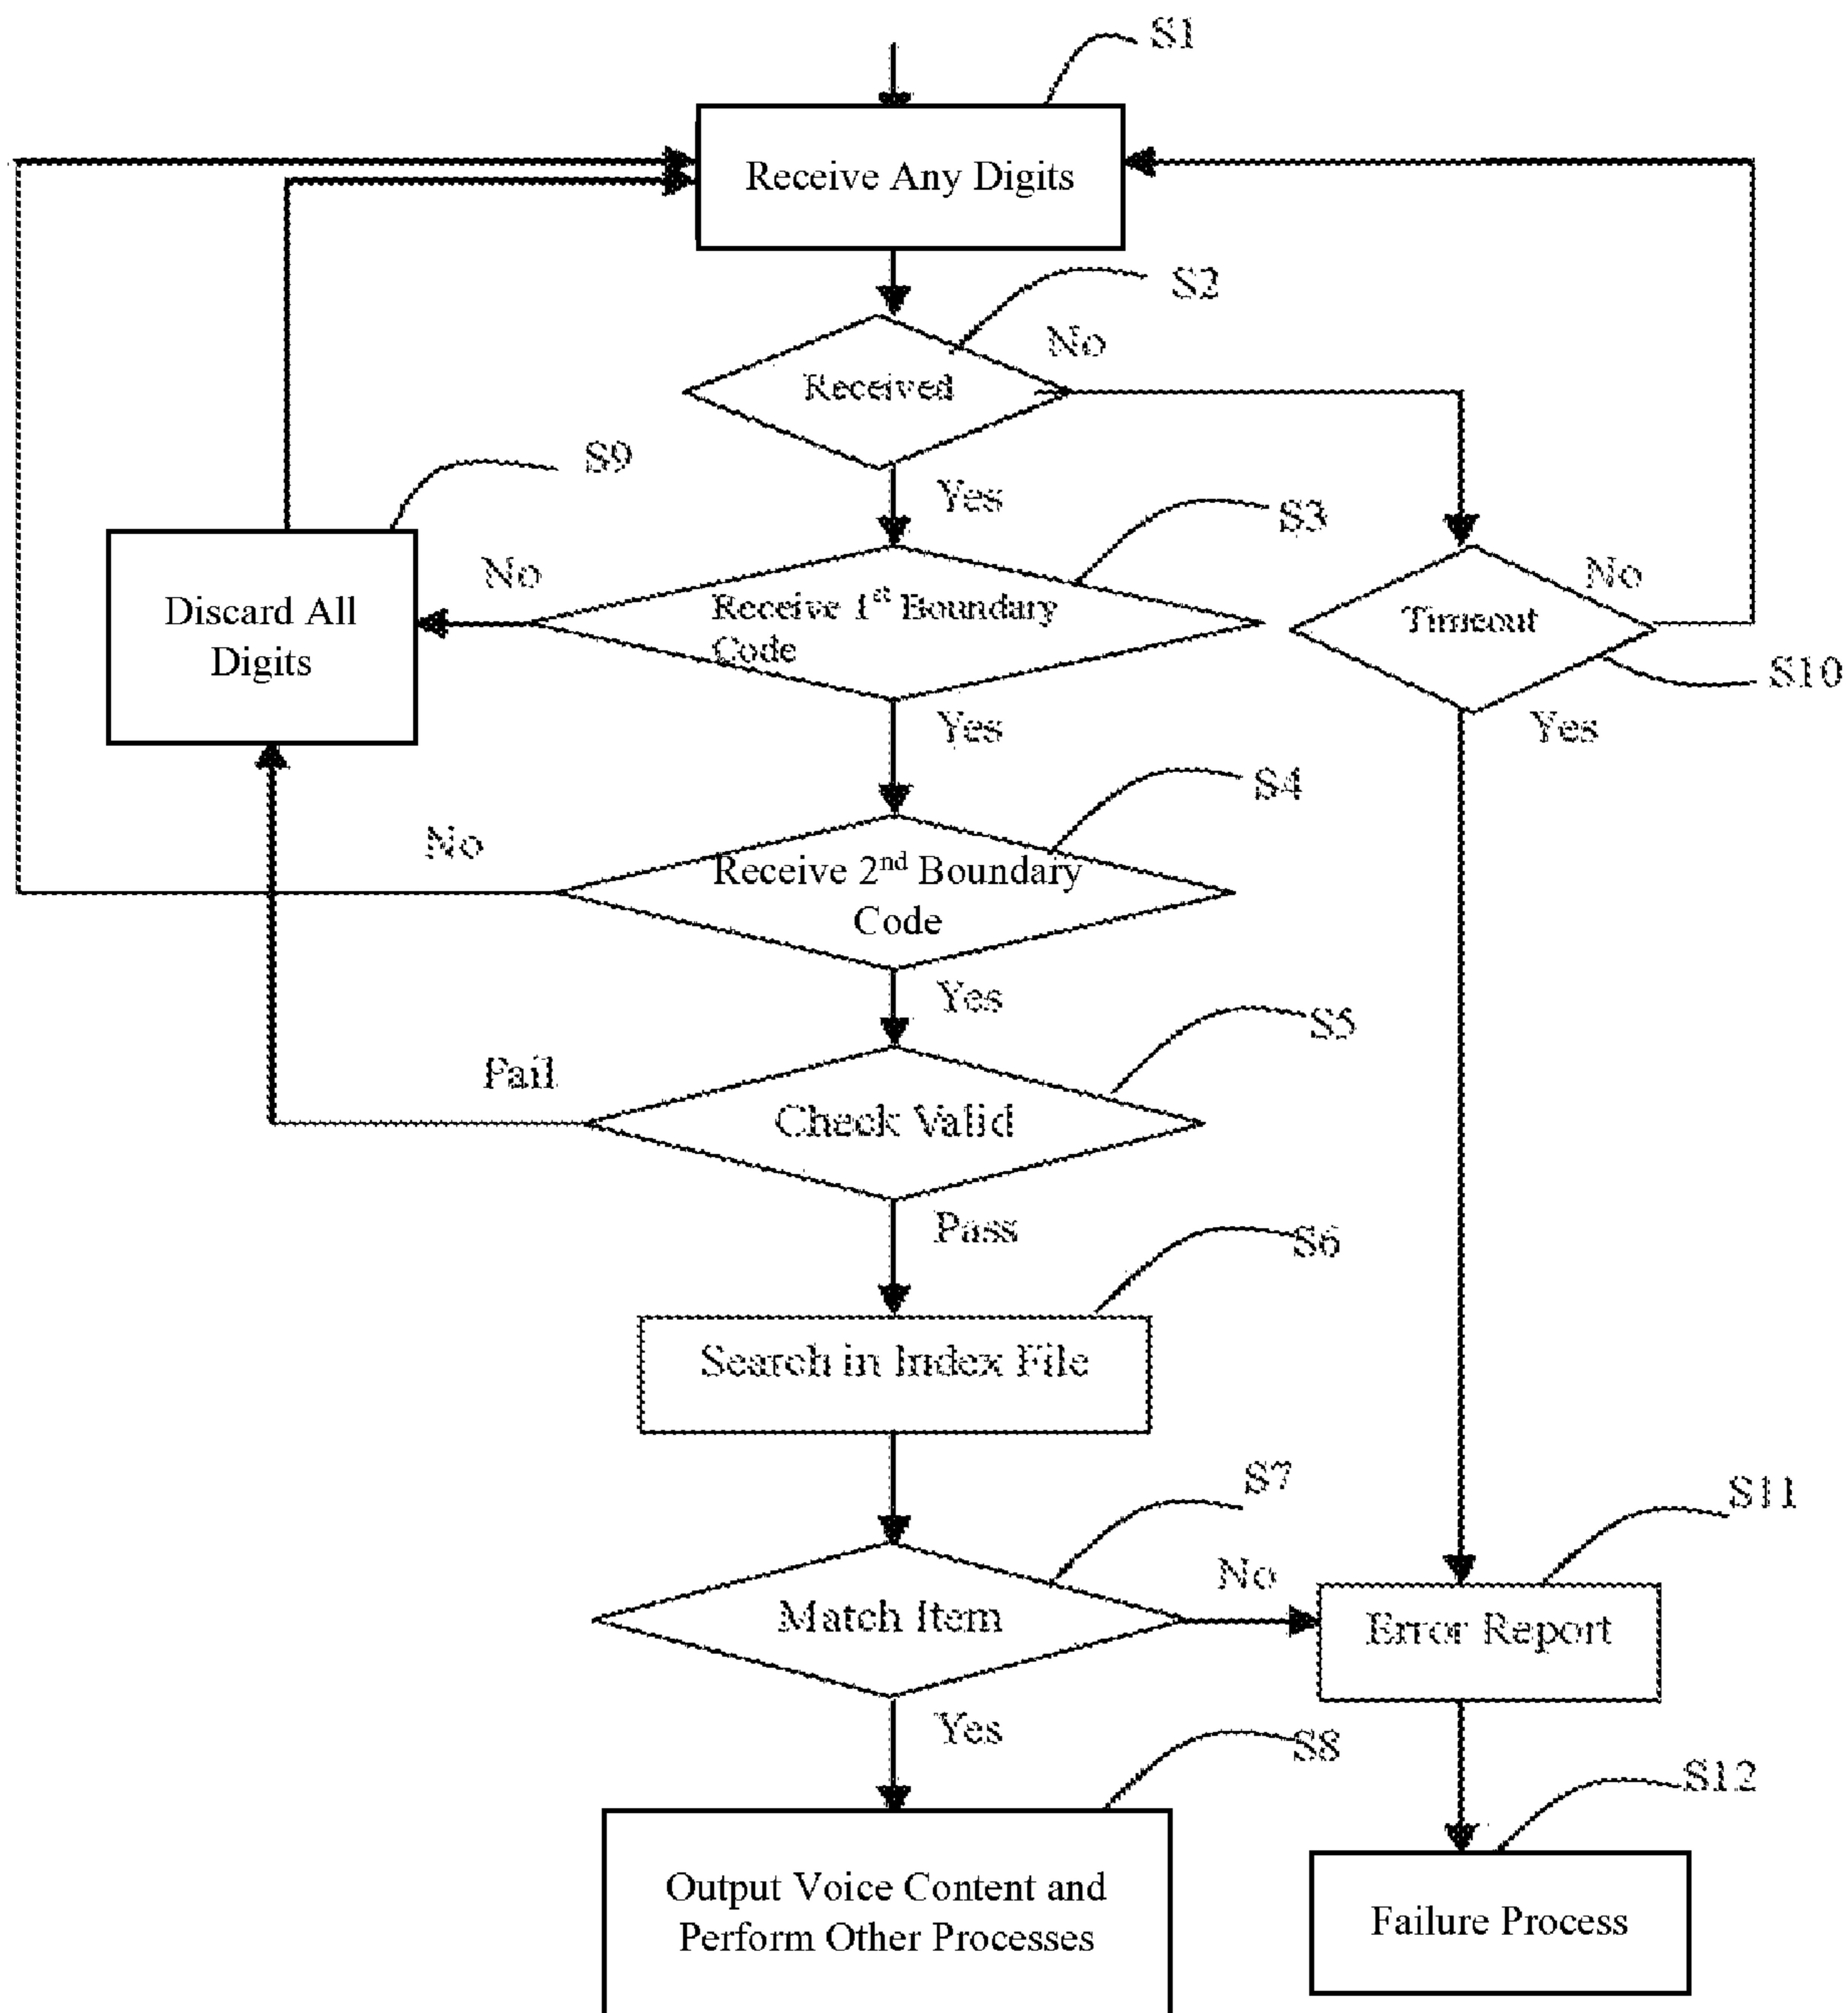 S1
Receive Any Digits
S2
No
Received
S9
Yes
S3
No
Discard All
Digits
Receive 1st Boundary
Code
No
Timeout
S10
Yes
Yes
S4
No
Receive 2nd Boundary
Code
Yes
S5
Fail
Check Valid
Pass
S6
Search in Index File
S7
S11
No
Match Item
Error Report
Yes
S8
S12
Output Voice Content and
Perform Other Processes
Failure Process